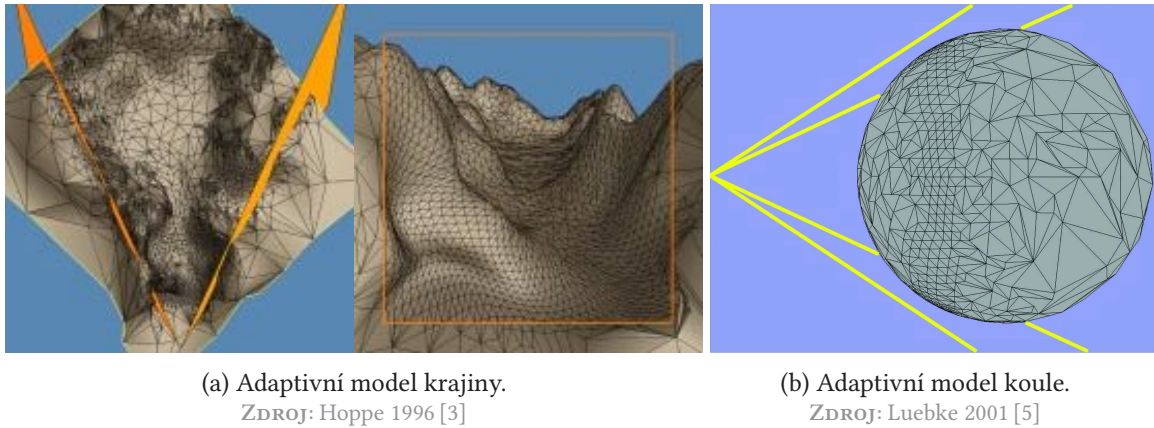 (a) Adaptivní model krajiny.
ZDROJ: Hoppe 1996 [3]
(b) Adaptivní model koule.
ZDROJ: Luebke 2001 [5]